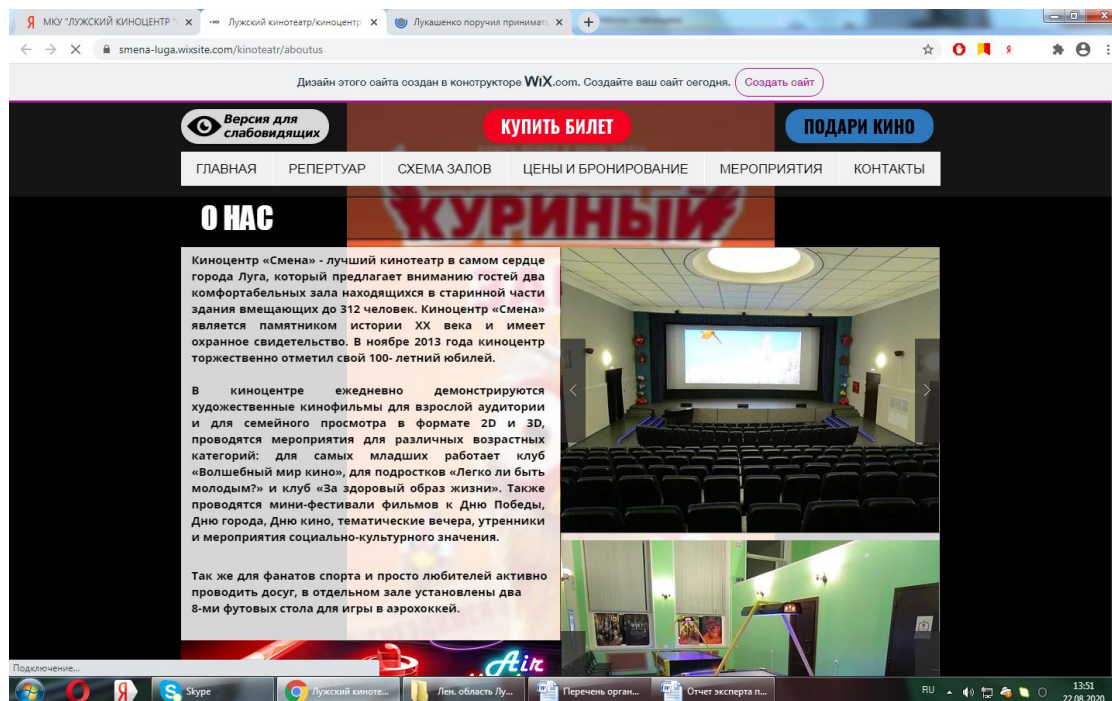 МКУ "ЛУЖСКИЙ КИНОЦЕНТР "
Лужский кинотеатр/киноцентр
Лукашенко поручил принимать
smena-luga.wixsite.com/kinoteatr/aboutus
Дизайн этого сайта создан в конструкторе WiX.com. Создайте ваш сайт сегодня. Создать сайт
Версия для
слабовидящих
КУПИТЬ БИЛЕТ
ПОДАРИ КИНО
ГЛАВНАЯ РЕПЕРТУАР СХЕМА ЗАЛОВ ЦЕНЫ И БРОНИРОВАНИЕ МЕРОПРИЯТИЯ КОНТАКТЫ
О НАС
КУРИНЫЙ
Киноцентр «Смена» - лучший кинотеатр в самом сердце
города Луга, который предлагает вниманию гостей два
комфортабельных зала находящихся в старинной части
здания вмещающих до 312 человек. Киноцентр «Смена»
является памятником истории XX века и имеет
охранное свидетельство. В ноябре 2013 года киноцентр
торжественно отметил свой 100- летний юбилей.
В киноцентре ежедневно демонстрируются
художественные кинофильмы для взрослой аудитории
и для семейного просмотра в формате 2D и 3D,
проводятся мероприятия для различных возрастных
категорий: для самых младших работает клуб
«Волшебный мир кино», для подростков «Легко ли быть
молодым?» и клуб «За здоровый образ жизни». Также
проводятся мини-фестивали фильмов к Дню Победы,
Дню города, Дню кино, тематические вечера, утренники
и мероприятия социально-культурного значения.
Так же для фанатов спорта и просто любителей активно
проводить досуг, в отдельном зале установлены два
8-ми футовых стола для игры в аэрохоккей.
Air
Подключение...
Skype
Лужский киноте...
Лен. область Лу...
Перечень орган...
Отчет эксперта п...
RU
13:51
22.08.2020